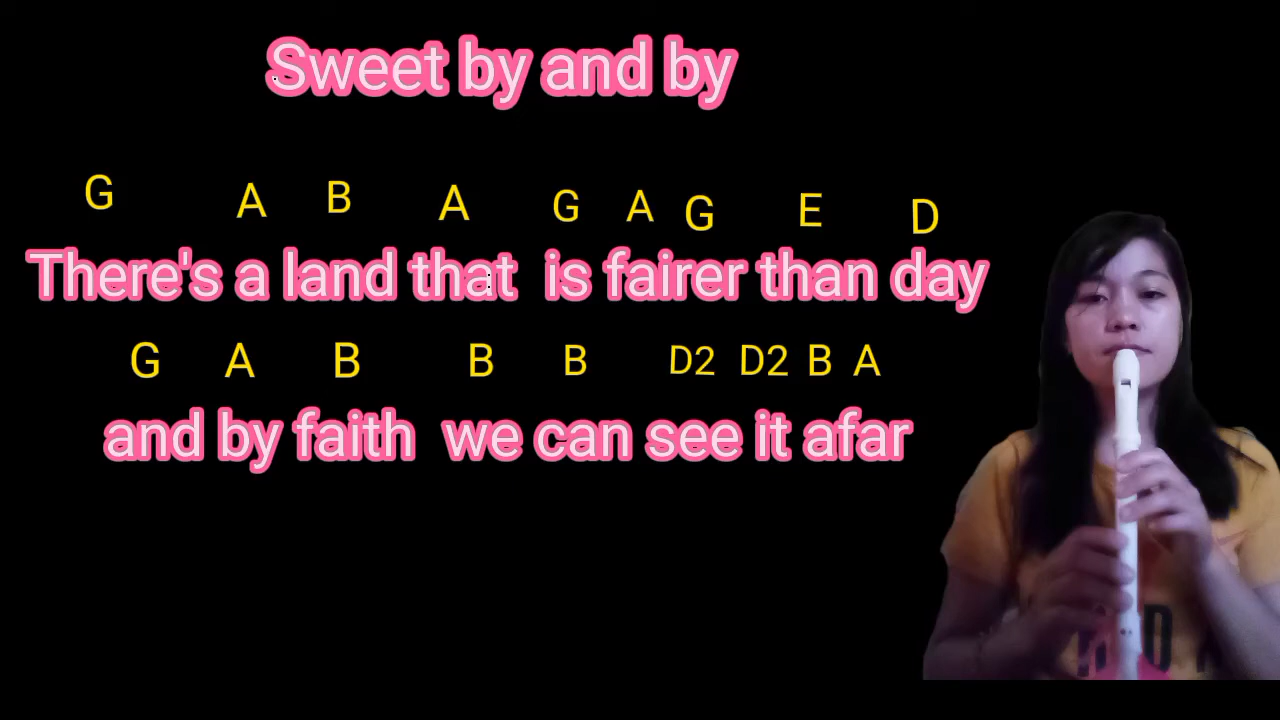 Sweet by and by
G A B A G A G E D
There's a land that is fairer than day
G A B B B D2 D2 B A
and by faith we can see it afar